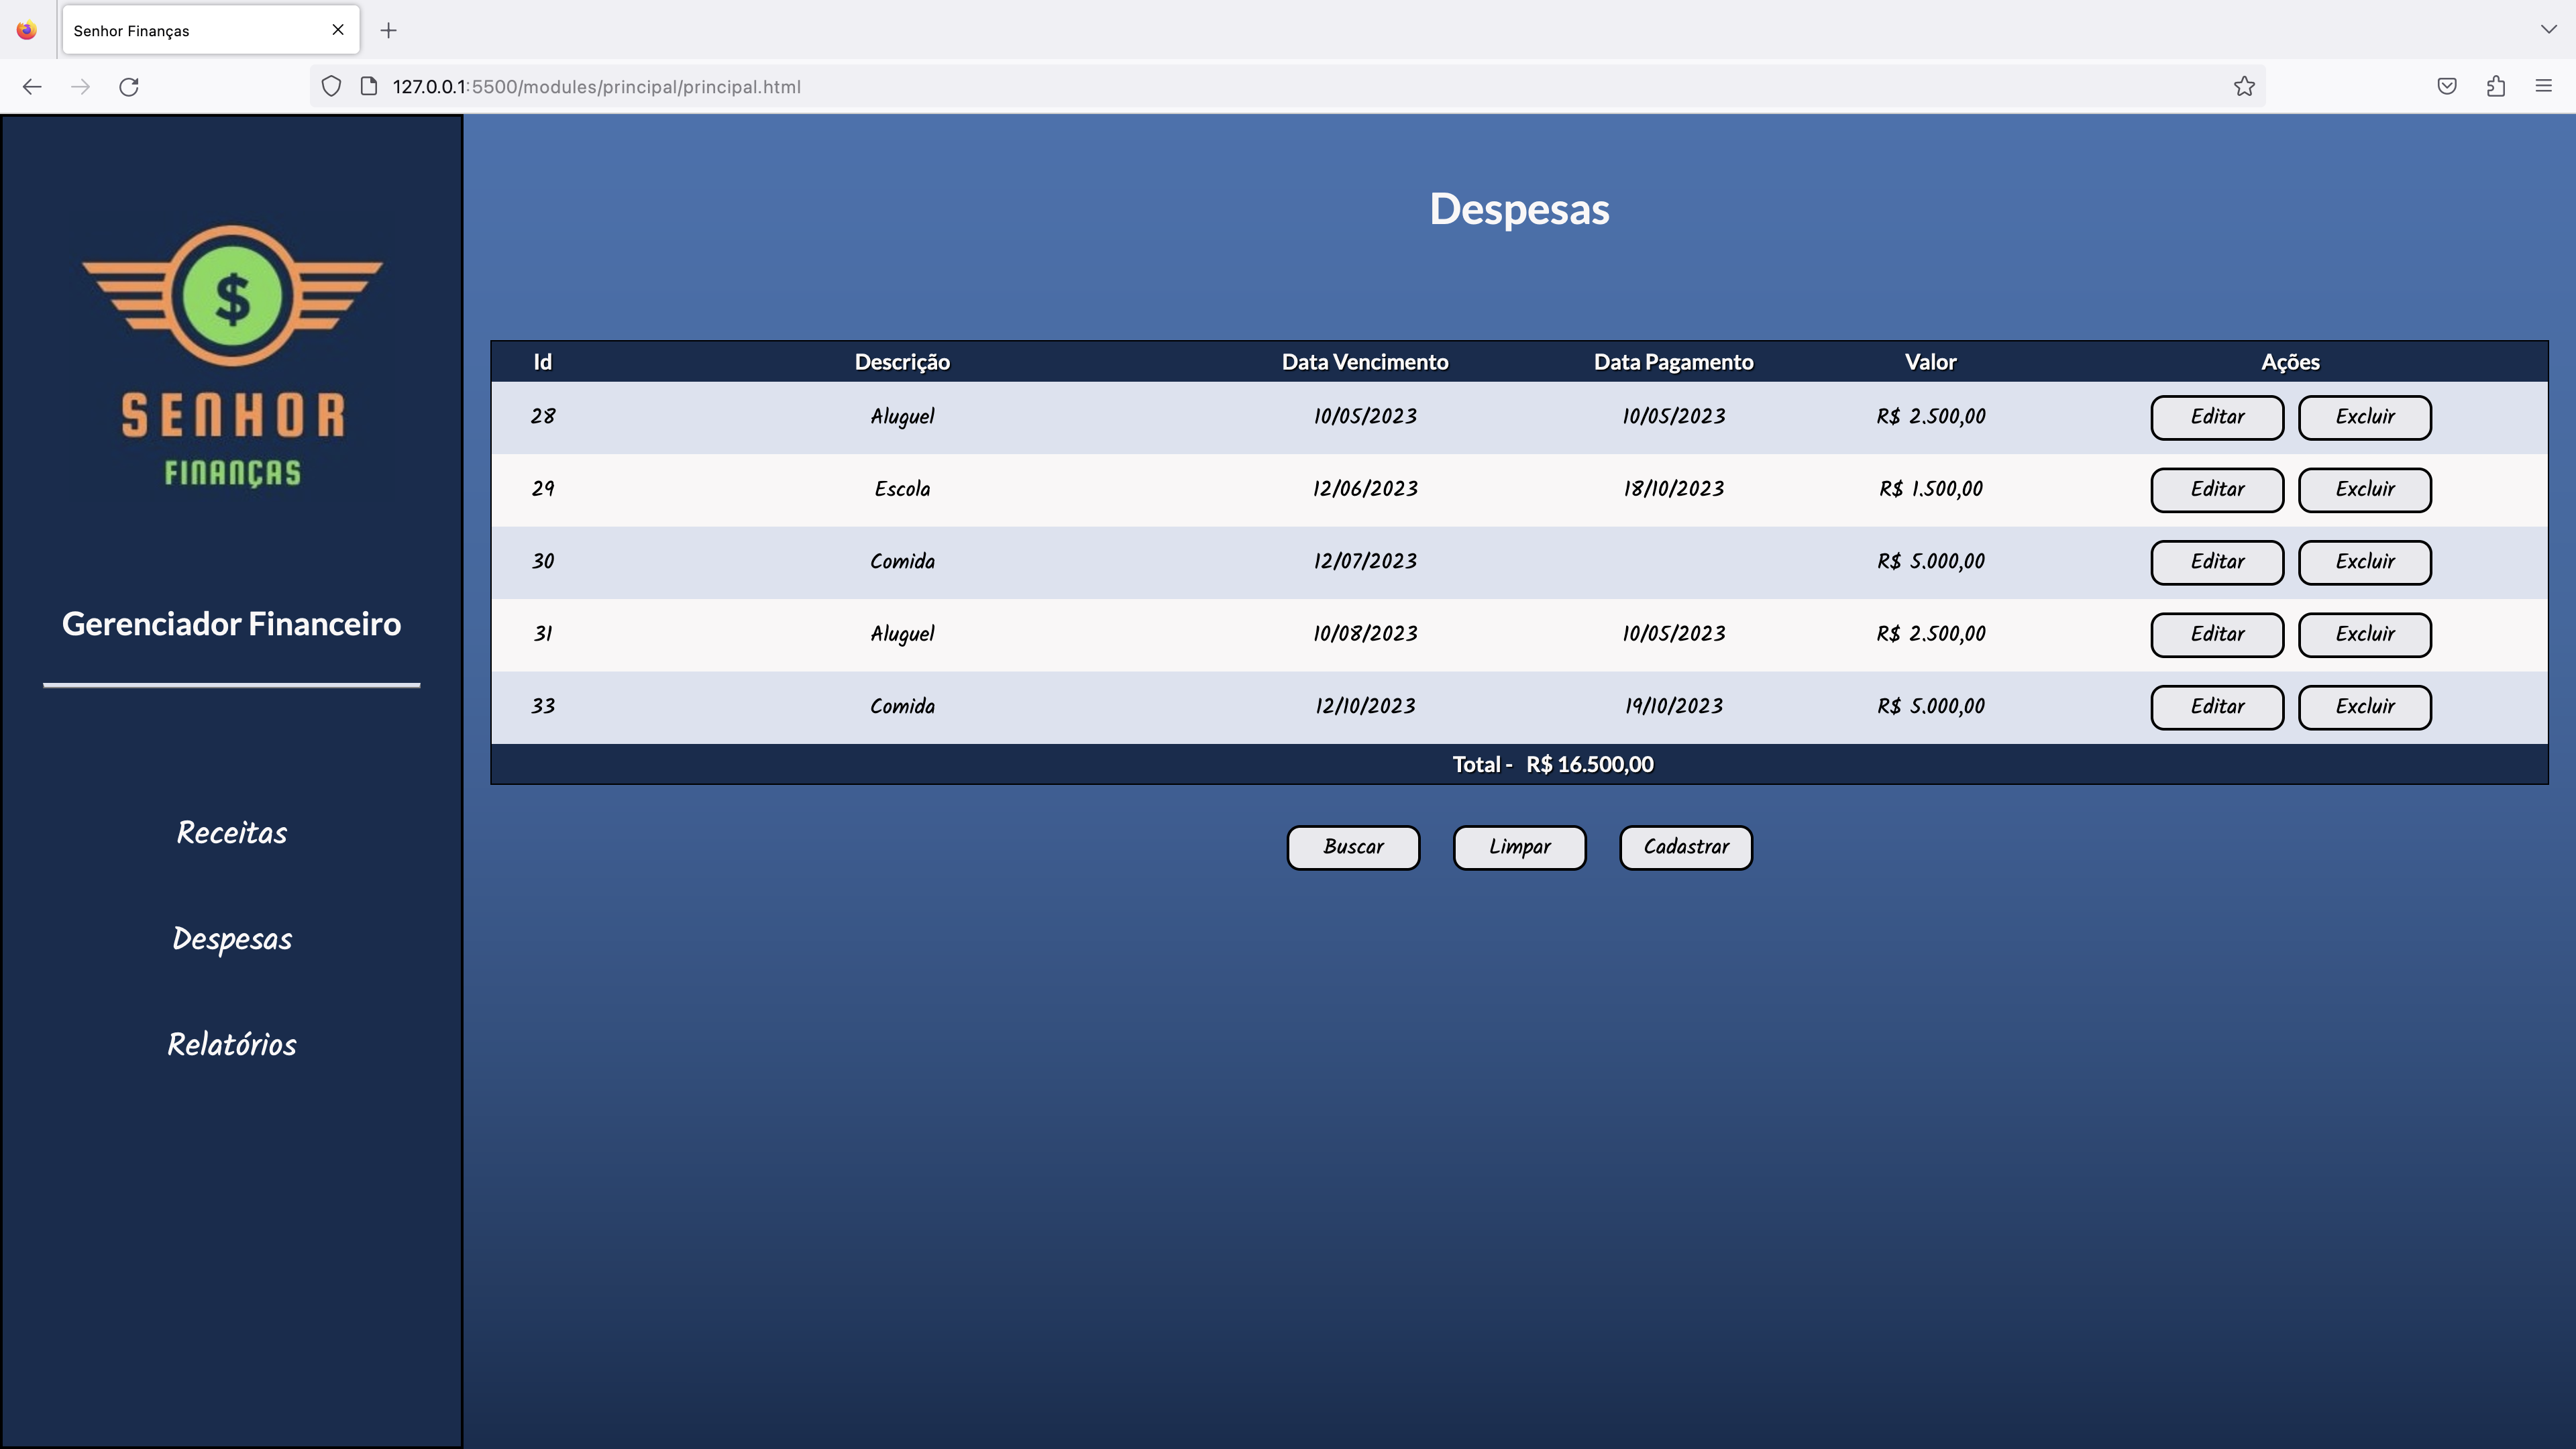 Senhor Finanças
127.0.0.1:5500/modules/principal/principal.html
$
SENHOR
FINANÇAS
Gerenciador Financeiro
Receitas
Despesas
Relatórios
Despesas
Id Descrição Data Vencimento Data Pagamento Valor Ações
28 Aluguel 10/05/2023 10/05/2023 R$ 2.500,00 Editar Excluir
29 Escola 12/06/2023 18/10/2023 R$ 1.500,00 Editar Excluir
30 Comida 12/07/2023 R$ 5.000,00 Editar Excluir
31 Aluguel 10/08/2023 10/05/2023 R$ 2.500,00 Editar Excluir
33 Comida 12/10/2023 19/10/2023 R$ 5.000,00 Editar Excluir
Total - R$ 16.500,00
Buscar Limpar Cadastrar